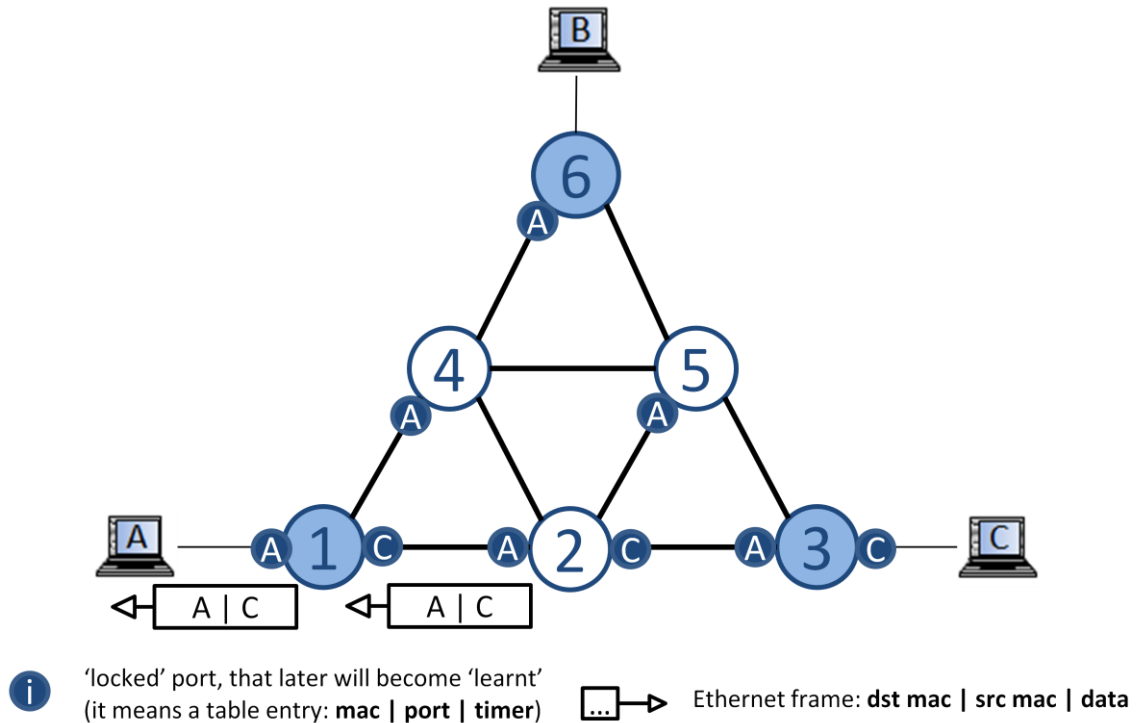 B
6
A
4
5
A
A
A
A
1
C
A
2
C
A
3
C
C
A | C
A | C
i
'locked' port, that later will become 'learnt'
(it means a table entry: mac | port | timer)
... 
Ethernet frame: dst mac | src mac | data